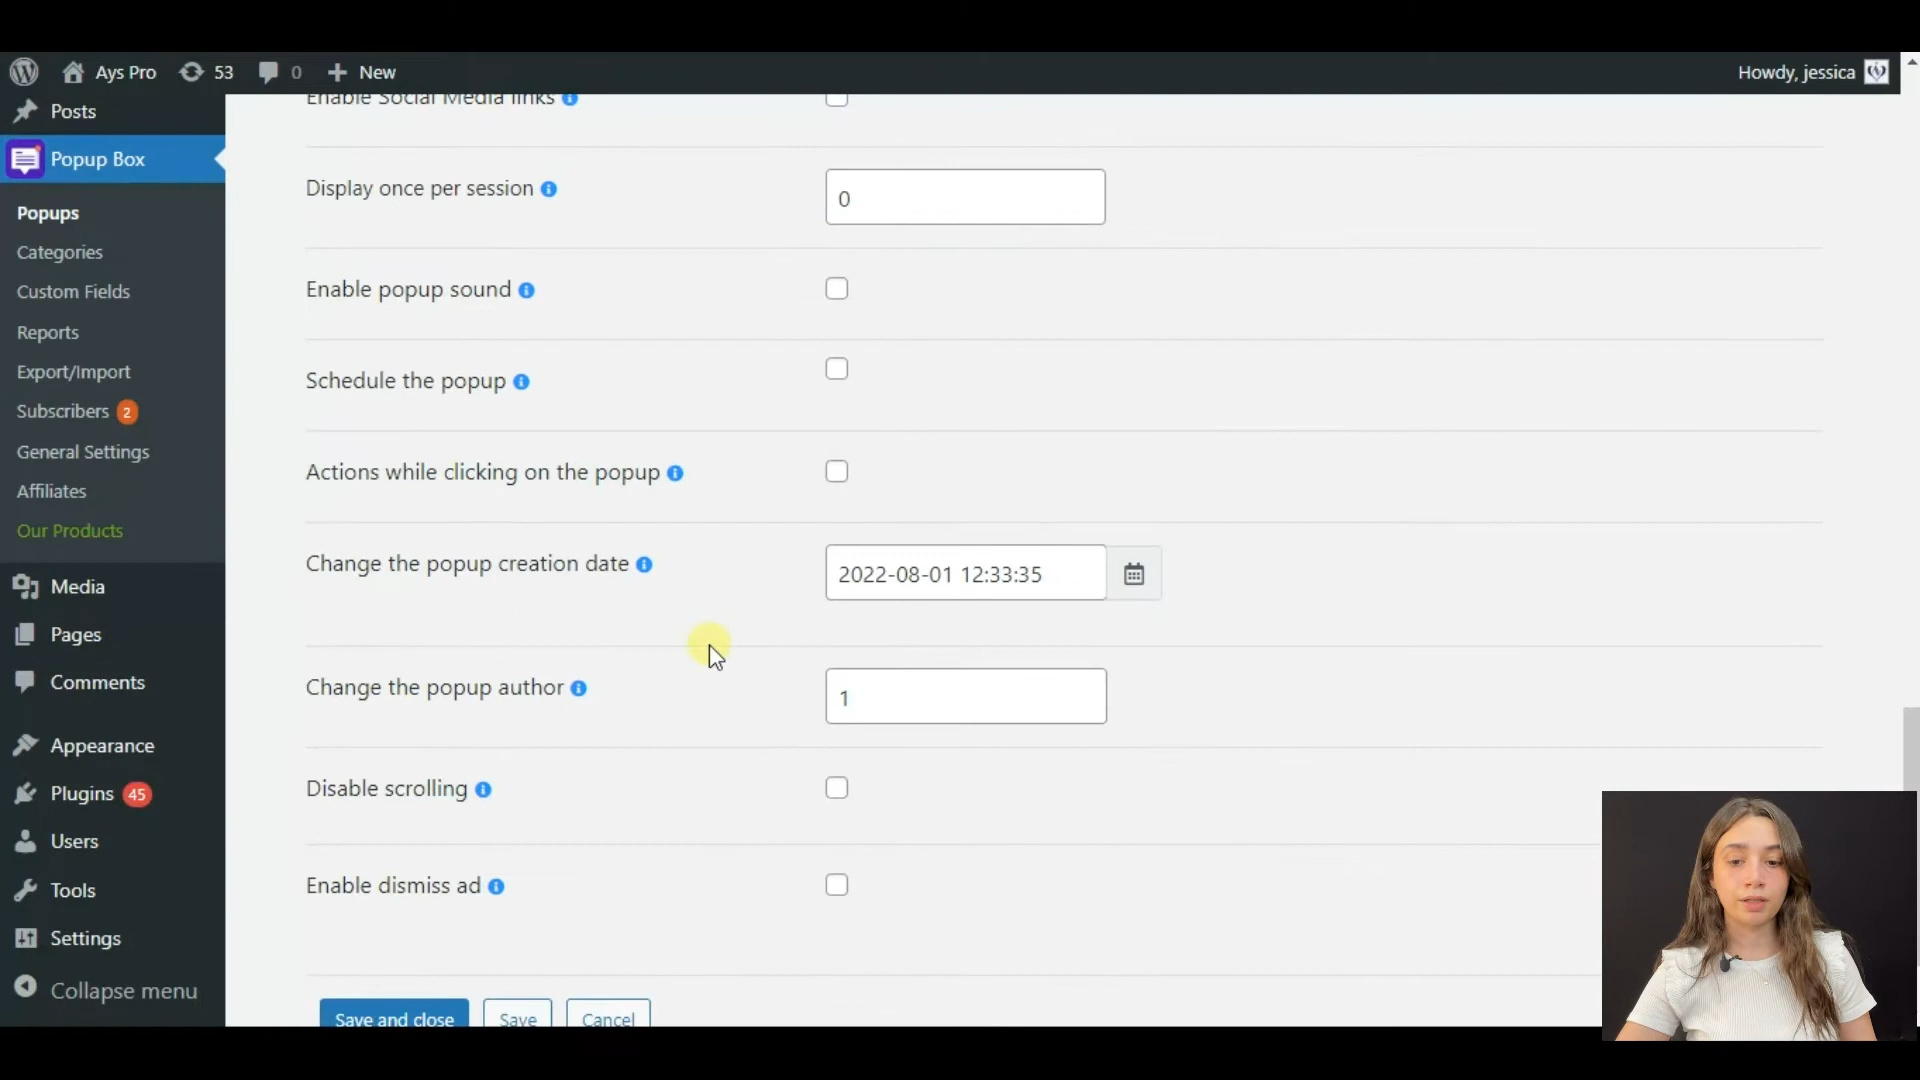 Ays Pro 53 0 New Howdy, jessica
Posts
Popup Box
Popups
Categories
Custom Fields
Reports
Export/Import
Subscribers 2
General Settings
Affiliates
Our Products
Media
Pages
Comments
Appearance
Plugins 45
Users
Tools
Settings
Collapse menu
Enable Social Media links
Display once per session 0
Enable popup sound
Schedule the popup
Actions while clicking on the popup
Change the popup creation date 2022-08-01 12:33:35
Change the popup author 1
Disable scrolling
Enable dismiss ad
Save and close Save Cancel